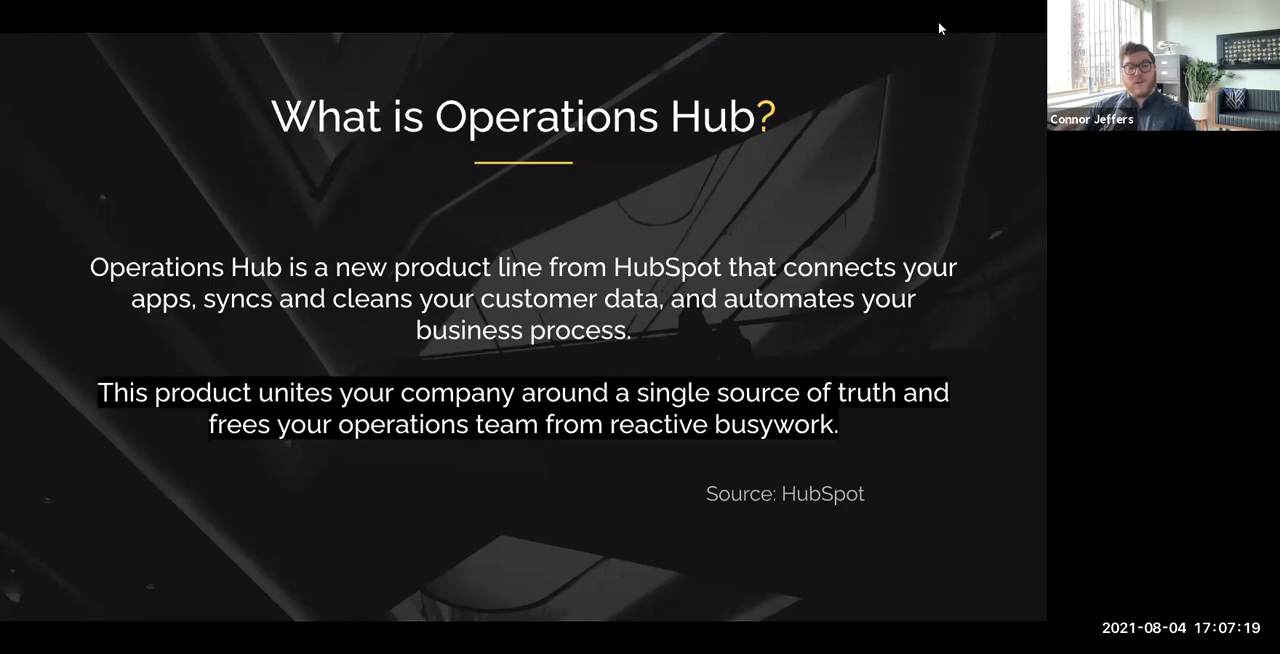 What is Operations Hub?
Operations Hub is a new product line from HubSpot that connects your
apps, syncs and cleans your customer data, and automates your
business process.
This product unites your company around a single source of truth and
frees your operations team from reactive busywork.
Source: HubSpot
Connor Jeffers
2021-08-04 17:07:19